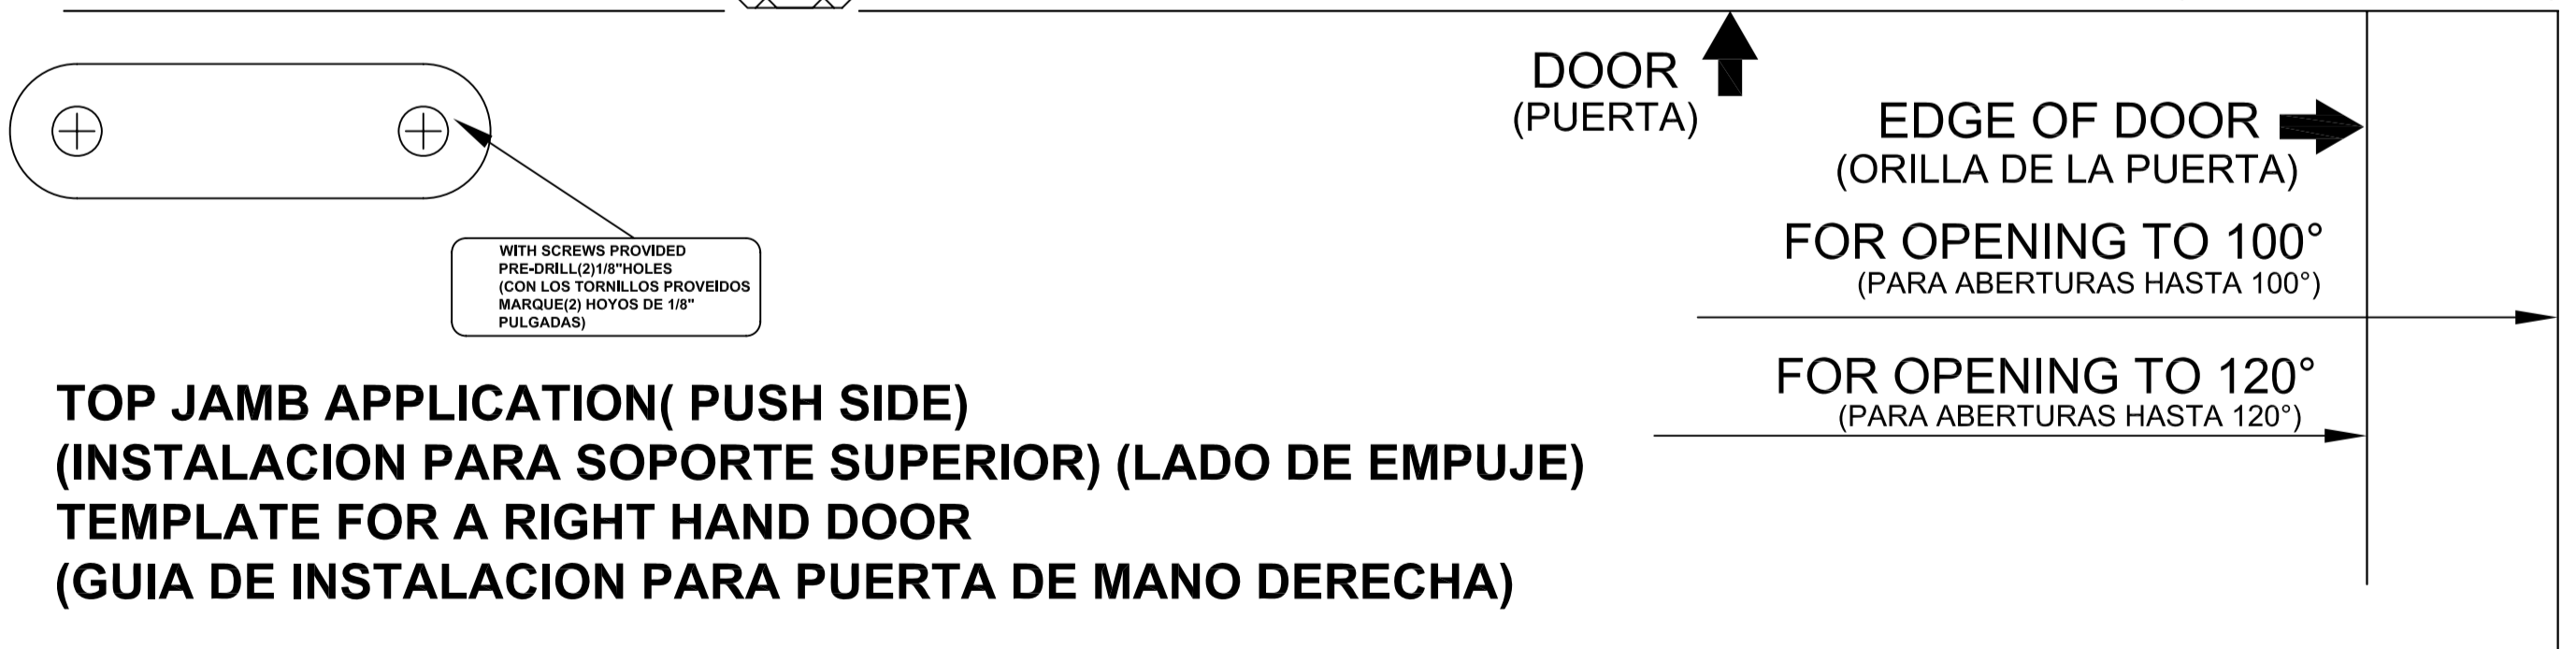 DOOR
(PUERTA)
EDGE OF DOOR
(ORILLA DE LA PUERTA)
FOR OPENING TO 100°
(PARA ABERTURAS HASTA 100°)
WITH SCREWS PROVIDED
PRE-DRILL(2)1/8"HOLES
(CON LOS TORNILLOS PROVEIDOS
MARQUE(2) HOYOS DE 1/8"
PULGADAS)
FOR OPENING TO 120°
(PARA ABERTURAS HASTA 120°)
TOP JAMB APPLICATION( PUSH SIDE)
(INSTALACION PARA SOPORTE SUPERIOR) (LADO DE EMPUJE)
TEMPLATE FOR A RIGHT HAND DOOR
(GUIA DE INSTALACION PARA PUERTA DE MANO DERECHA)